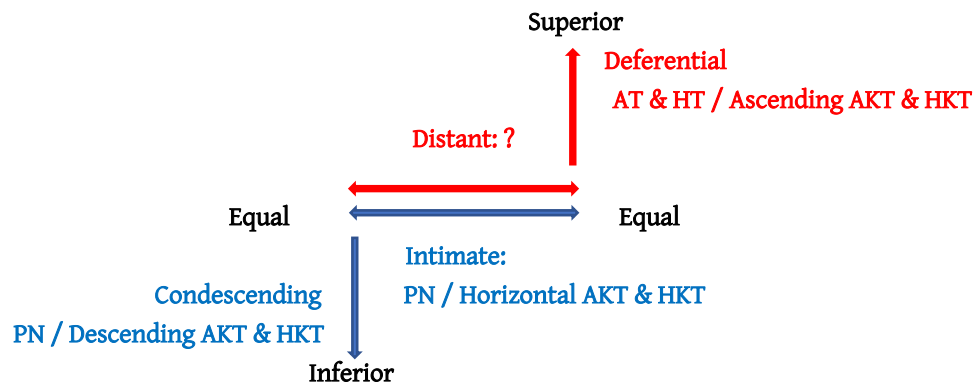 Superior
Deferential
AT & HT / Ascending AKT & HKT
Distant: ?
Equal
Equal
Intimate:
PN / Horizontal AKT & HKT
Condescending
PN / Descending AKT & HKT
Inferior